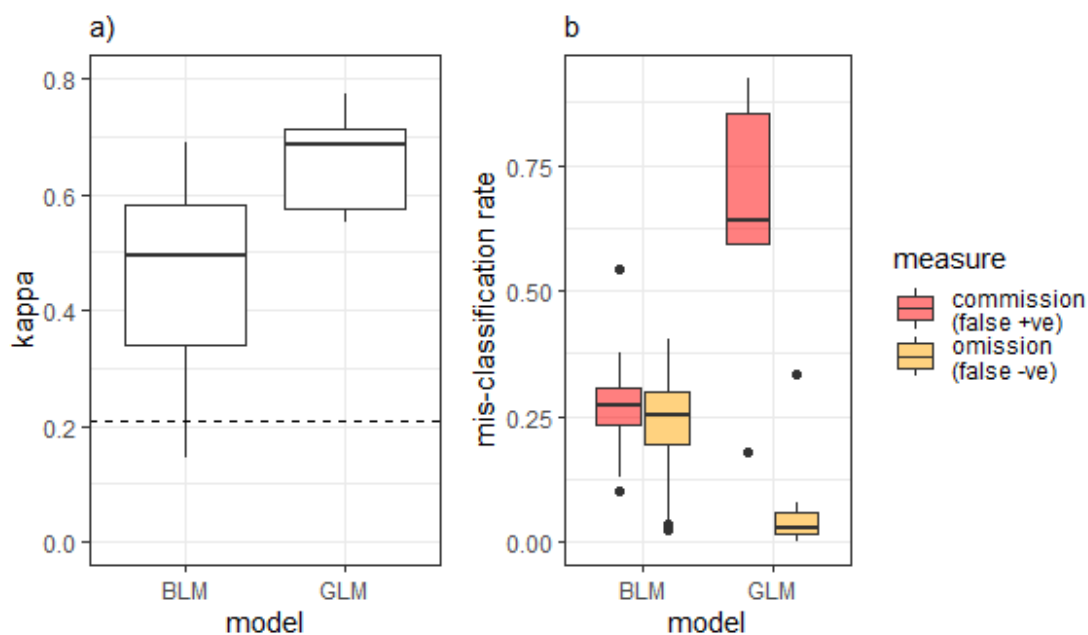 a)
kappa
0.8
0.6
0.4
0.2
0.0
BLM
GLM
model
b
mis-classification rate
0.75
0.50
0.25
0.00
BLM
GLM
model
measure
commission
(false +ve)
omission
(false -ve)